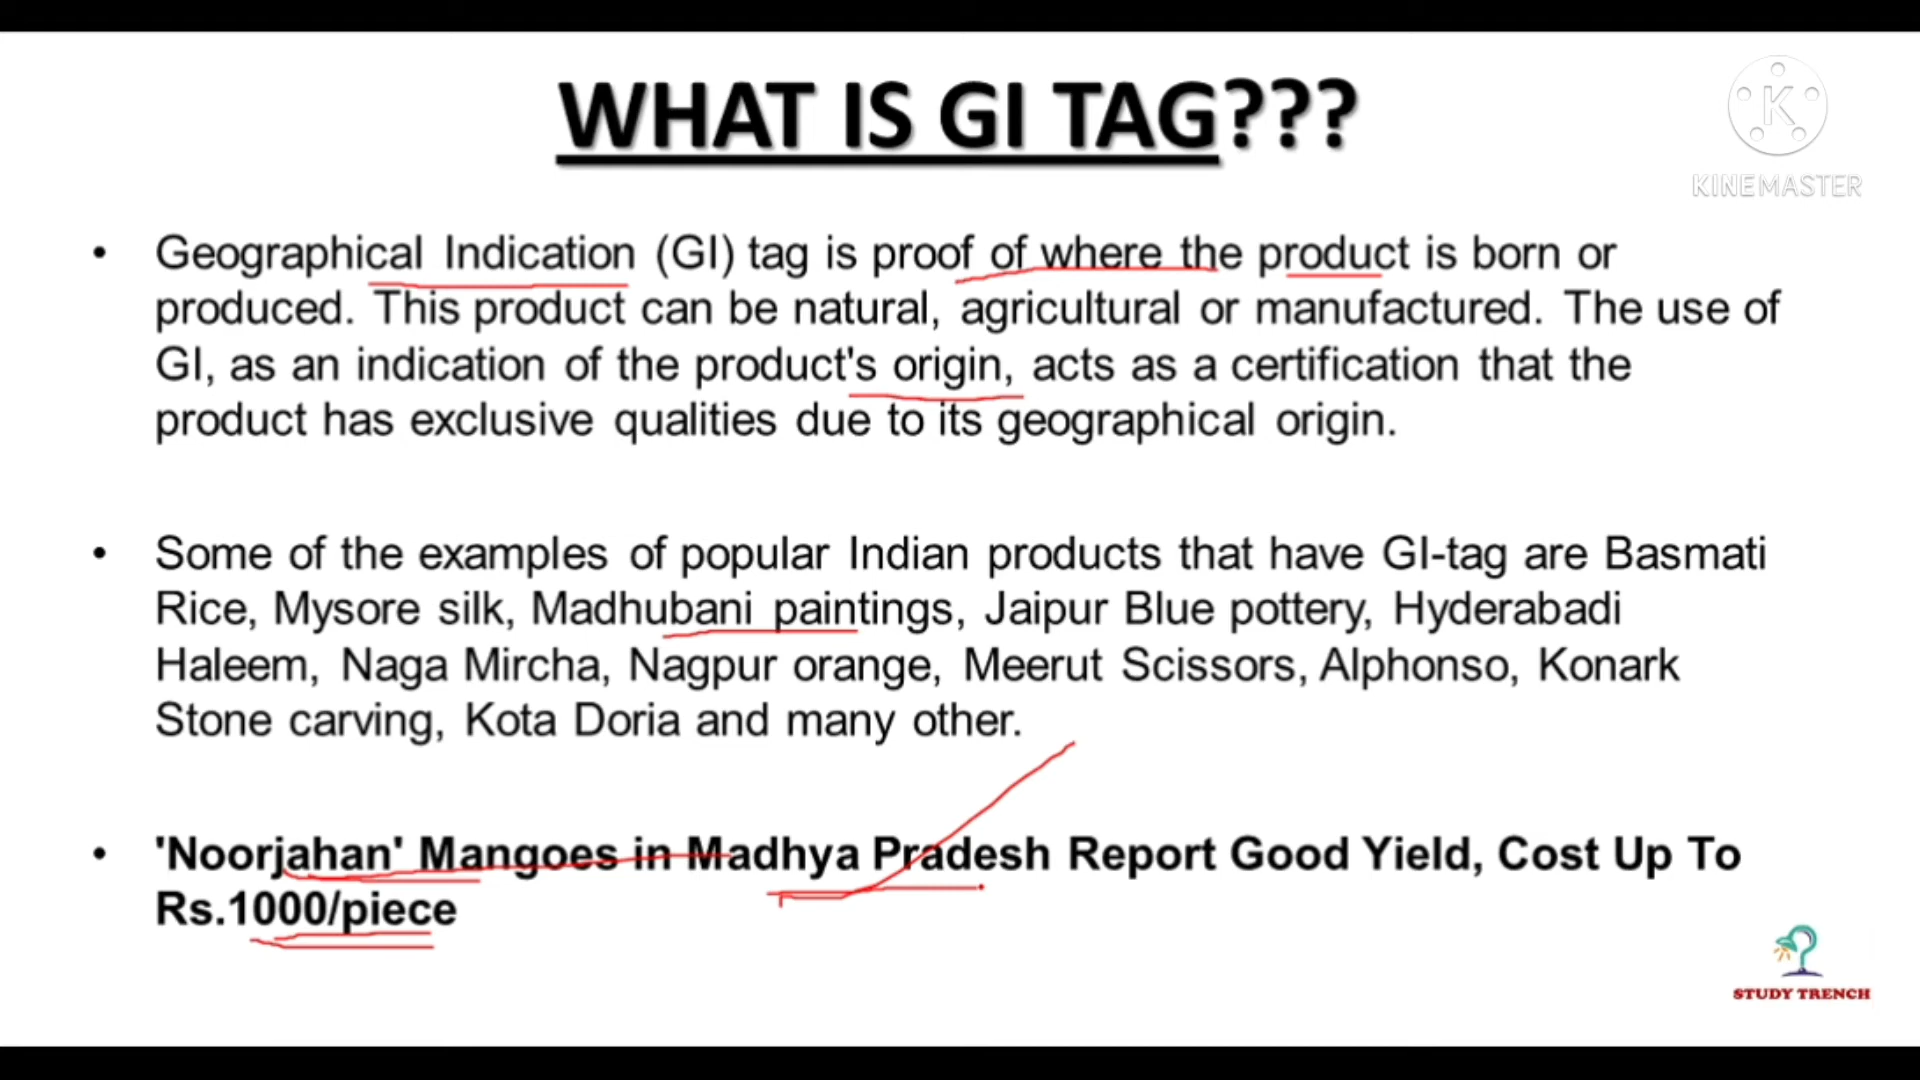 WHAT IS GI TAG???
K
KINEMASTER
• Geographical Indication (GI) tag is proof of where the product is born or
produced. This product can be natural, agricultural or manufactured. The use of
GI, as an indication of the product's origin, acts as a certification that the
product has exclusive qualities due to its geographical origin.
• Some of the examples of popular Indian products that have GI-tag are Basmati
Rice, Mysore silk, Madhubani paintings, Jaipur Blue pottery, Hyderabadi
Haleem, Naga Mircha, Nagpur orange, Meerut Scissors, Alphonso, Konark
Stone carving, Kota Doria and many other.
• 'Noorjahan' Mangoes in Madhya Pradesh Report Good Yield, Cost Up To
Rs.1000/piece
STUDY TRENCH